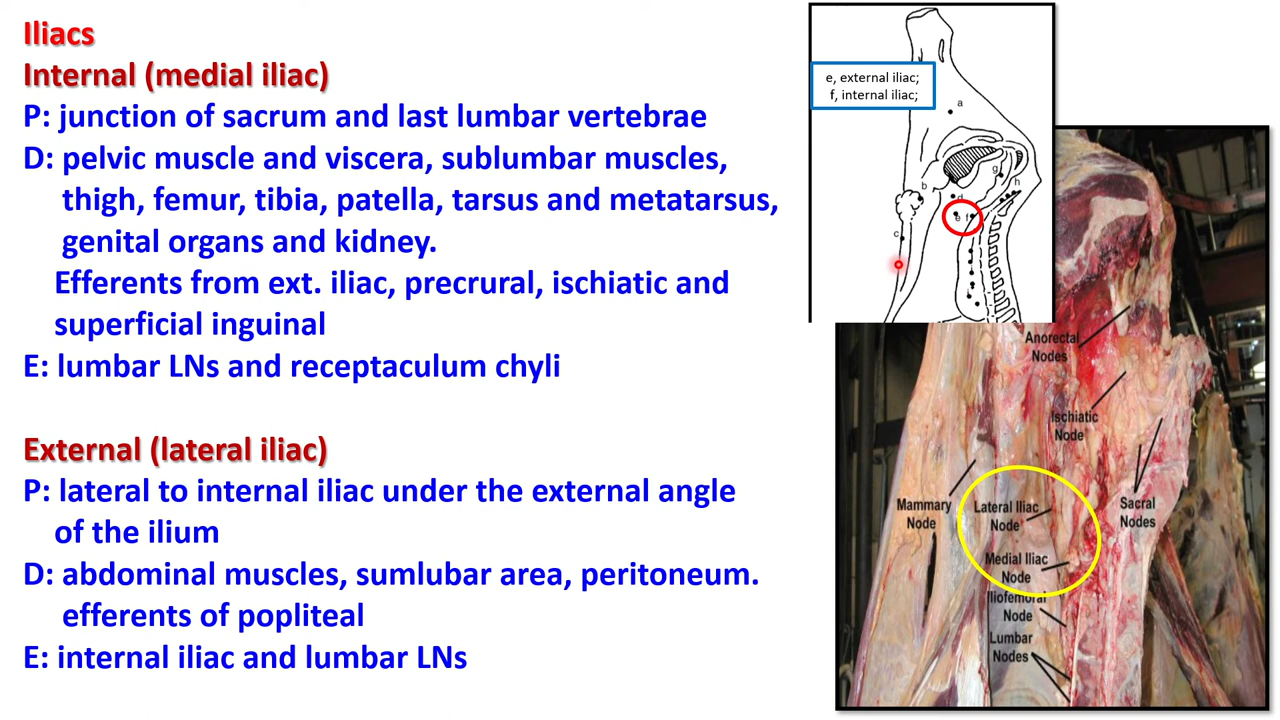 Iliacs
Internal (medial iliac)
P: junction of sacrum and last lumbar vertebrae
D: pelvic muscle and viscera, sublumbar muscles,
thigh, femur, tibia, patella, tarsus and metatarsus,
genital organs and kidney.
Efferents from ext. iliac, precrural, ischiatic and
superficial inguinal
E: lumbar LNs and receptaculum chyli
External (lateral iliac)
P: lateral to internal iliac under the external angle
of the ilium
D: abdominal muscles, sumlubar area, peritoneum.
efferents of popliteal
E: internal iliac and lumbar LNs
e, external iliac;
f, internal iliac;
a
g
b
h
d
e f
c
Anorectal
Nodes
Ischiatic
Node
Mammary
Node
Lateral Iliac
Node
Sacral
Nodes
Medial Iliac
Node
Iliofemoral
Node
Lumbar
Nodes